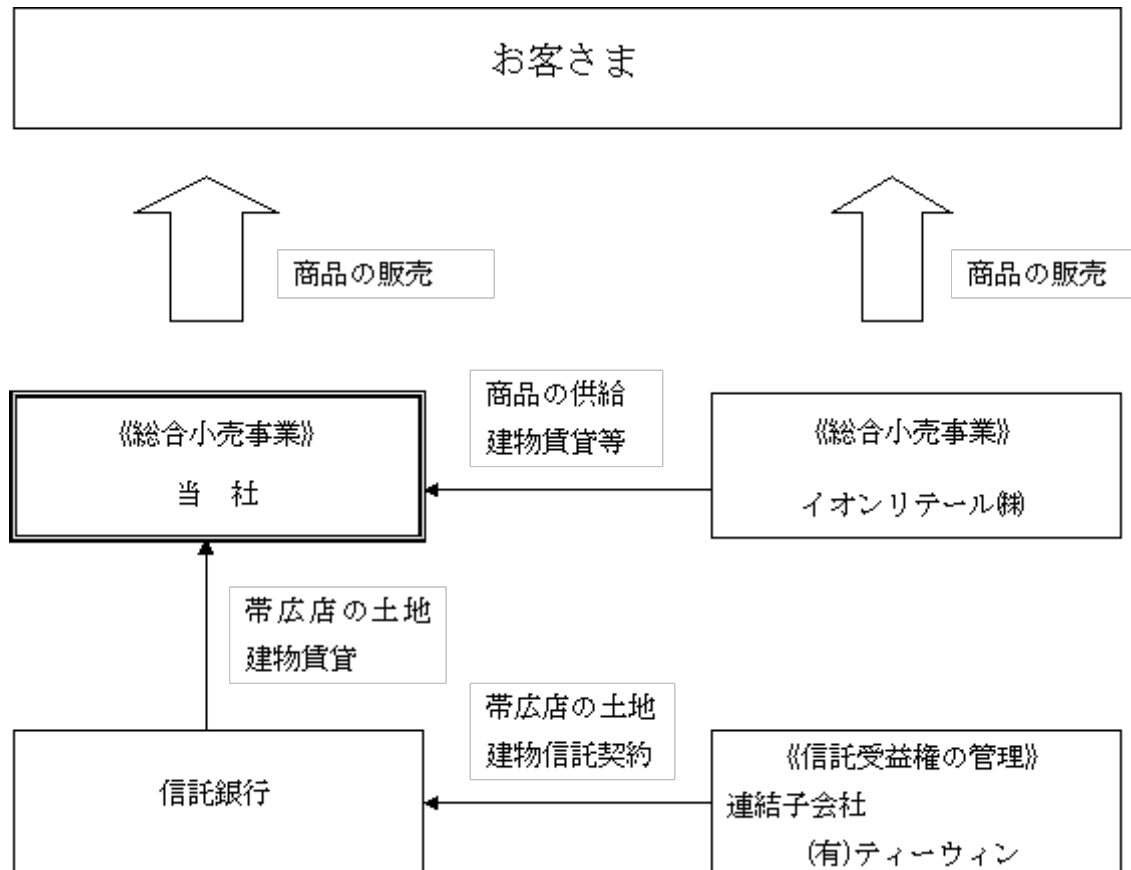 お客さま
商品の販売
商品の販売
《総合小売事業》
当　社
商品の供給
建物賃貸等
《総合小売事業》
イオンリテール㈱
帯広店の土地
建物賃貸
帯広店の土地
建物信託契約
信託銀行
《信託受益権の管理》
連結子会社
(有)ティーウィン